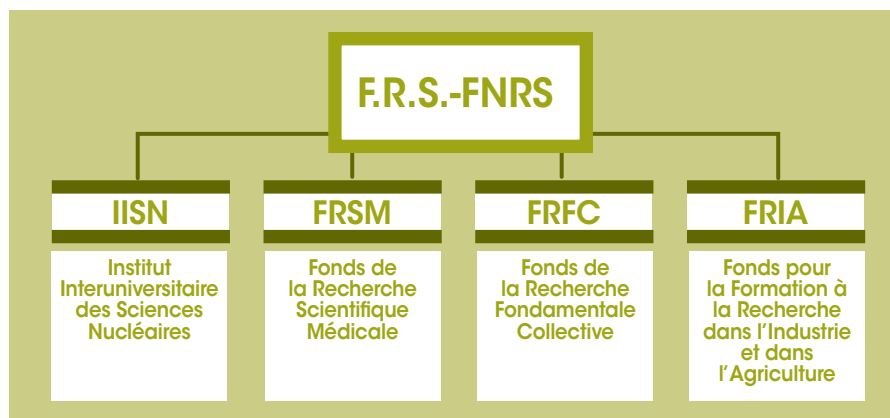 F.R.S.-FNRS
IISN
FRSM
FRFC
FRIA
Institut
Interuniversitaire
des Sciences
Nucléaires
Fonds de
la Recherche
Scientifique
Médicale
Fonds de
la Recherche
Fondamentale
Collective
Fonds pour
la Formation à
la Recherche
dans l'Industrie
et dans
l'Agriculture